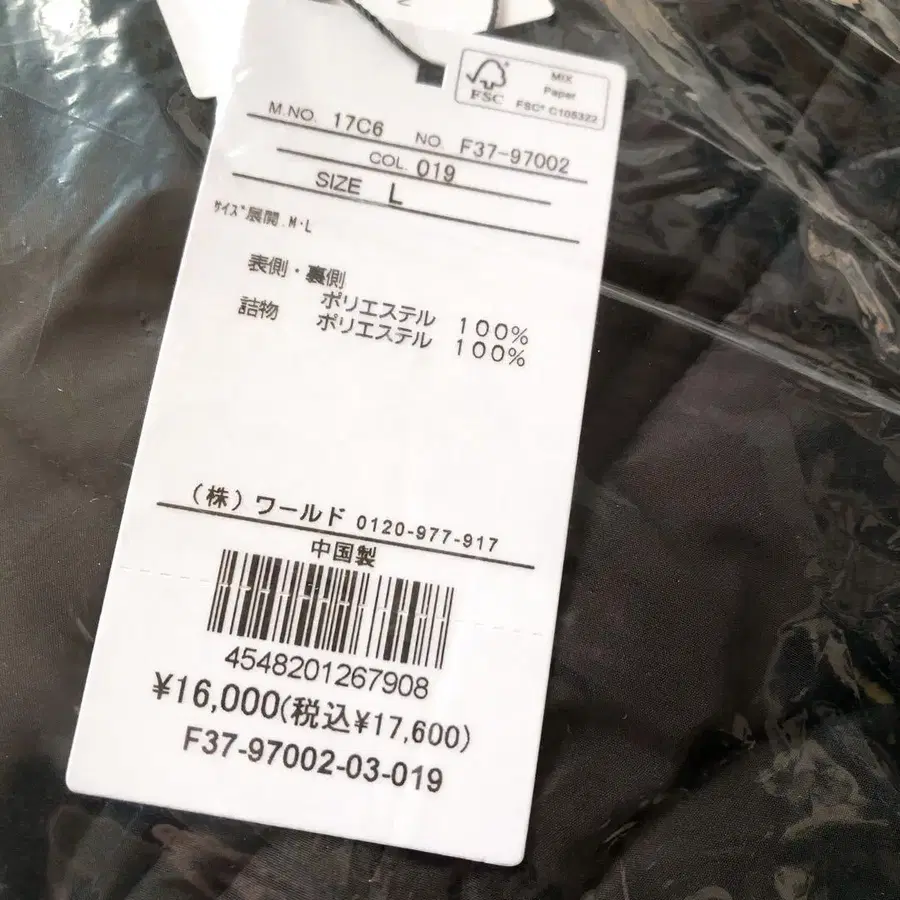 MIX
Paper
FSC
FSC® C105322
M.NO. 17C6 NO. F37-97002
COL. 019
SIZE L
サイズ展開.M・L
表側・裏側
ポリエステル 100%
詰物 ポリエステル 100%
(株)ワールド 0120-977-917
中国製
4548201267908
¥16,000(税込¥17,600)
F37-97002-03-019